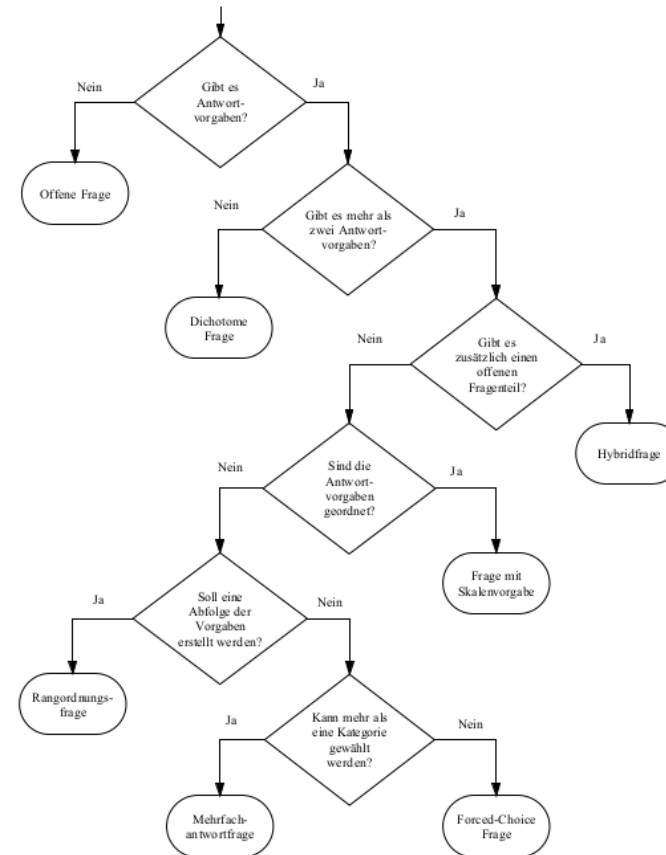 Gibt es
Antwort-
vorgaben?
Nein
Ja
Offene Frage
Gibt es mehr als
zwei Antwort-
vorgaben?
Nein
Ja
Dichotome
Frage
Gibt es
zusätzlich einen
offenen
Fragenteil?
Nein
Ja
Hybridfrage
Sind die
Antwort-
vorgaben
geordnet?
Nein
Ja
Frage mit
Skalenvorgabe
Soll eine
Abfolge der
Vorgaben
erstellt werden?
Ja
Nein
Rangordnungs-
frage
Kann mehr als
eine Kategorie
gewählt
werden?
Ja
Nein
Mehrfach-
antwortfrage
Forced-Choice
Frage